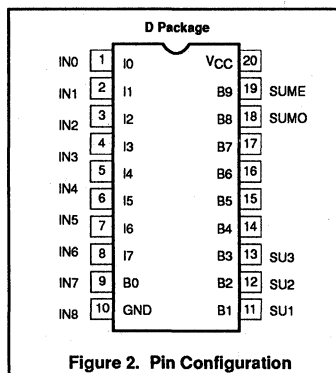 D Package
IN0 1 I0 VCC 20
IN1 2 I1 B9 19 SUME
IN2 3 I2 B8 18 SUMO
4 I3 B7 17
IN3 5 I4 B6 16
IN4 6 I5 B5 15
IN5 7 I6 B4 14
IN6 8 I7 B3 13 SU3
IN7 9 B0 B2 12 SU2
IN8 10 GND B1 11 SU1
Figure 2. Pin Configuration